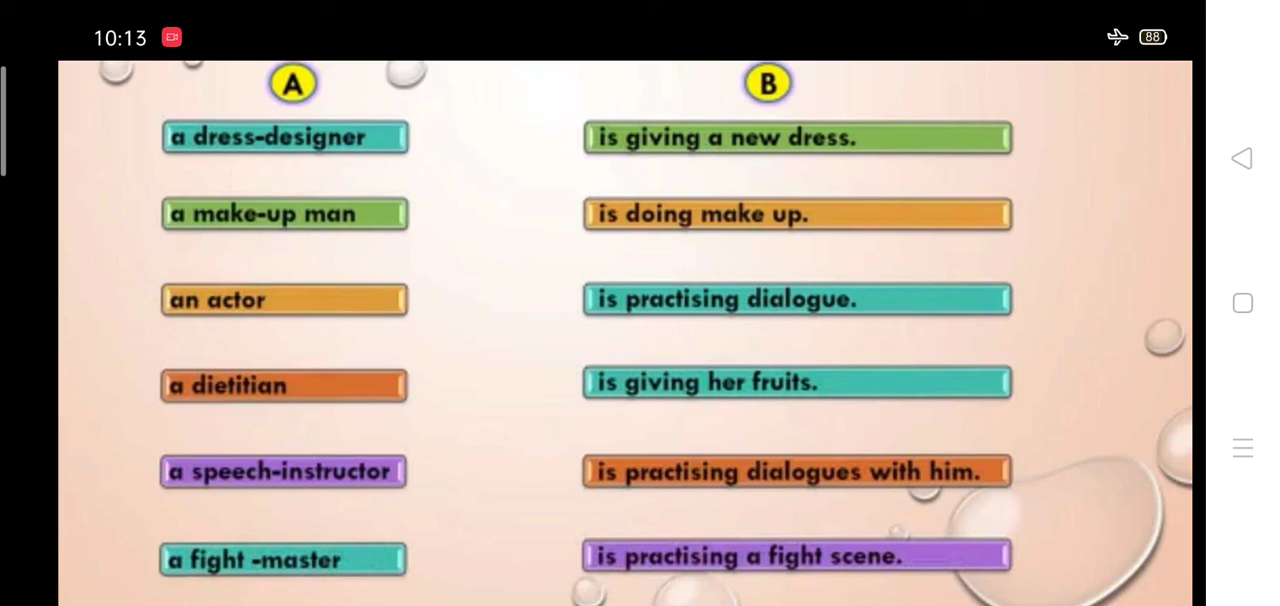 10:13
88
A
B
a dress-designer
is giving a new dress.
a make-up man
is doing make up.
an actor
is practising dialogue.
a dietitian
is giving her fruits.
a speech-instructor
is practising dialogues with him.
a fight -master
is practising a fight scene.